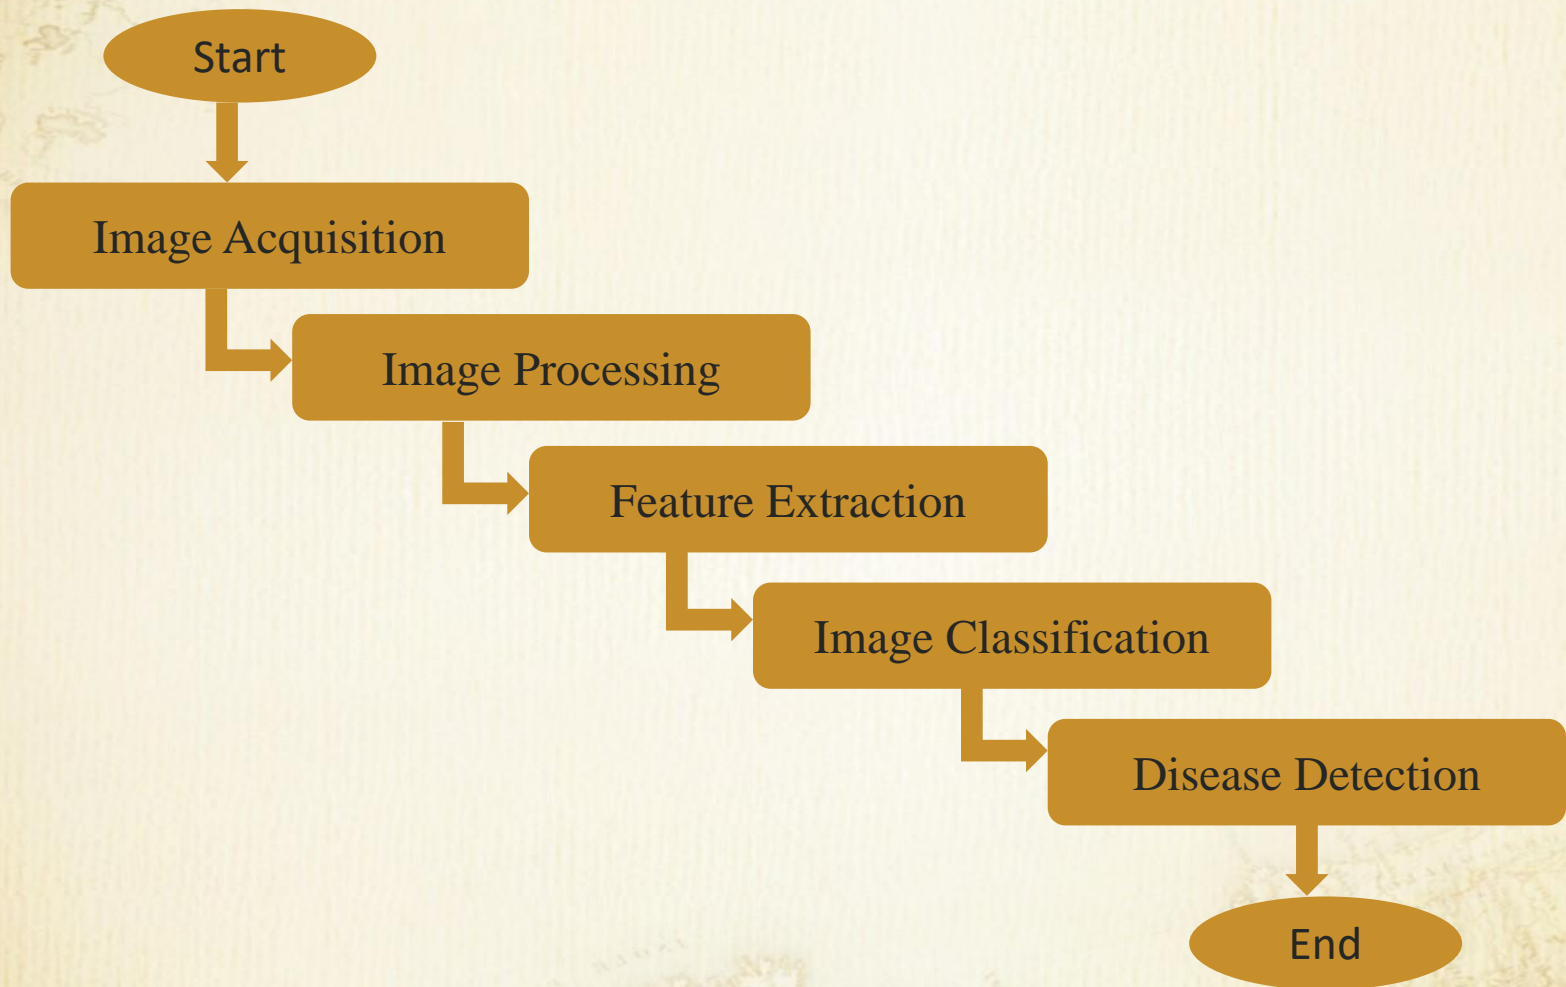 Start
Image Acquisition
Image Processing
Feature Extraction
Image Classification
Disease Detection
End